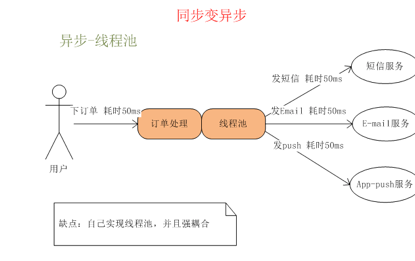 同步变异步
异步-线程池
短信服务
发短信 耗时50ms
下订单 耗时50ms
订单处理
线程池
发Email 耗时50ms
E-mail服务
发push 耗时50ms
用户
App-push服务
缺点：自己实现线程池，并且强耦合